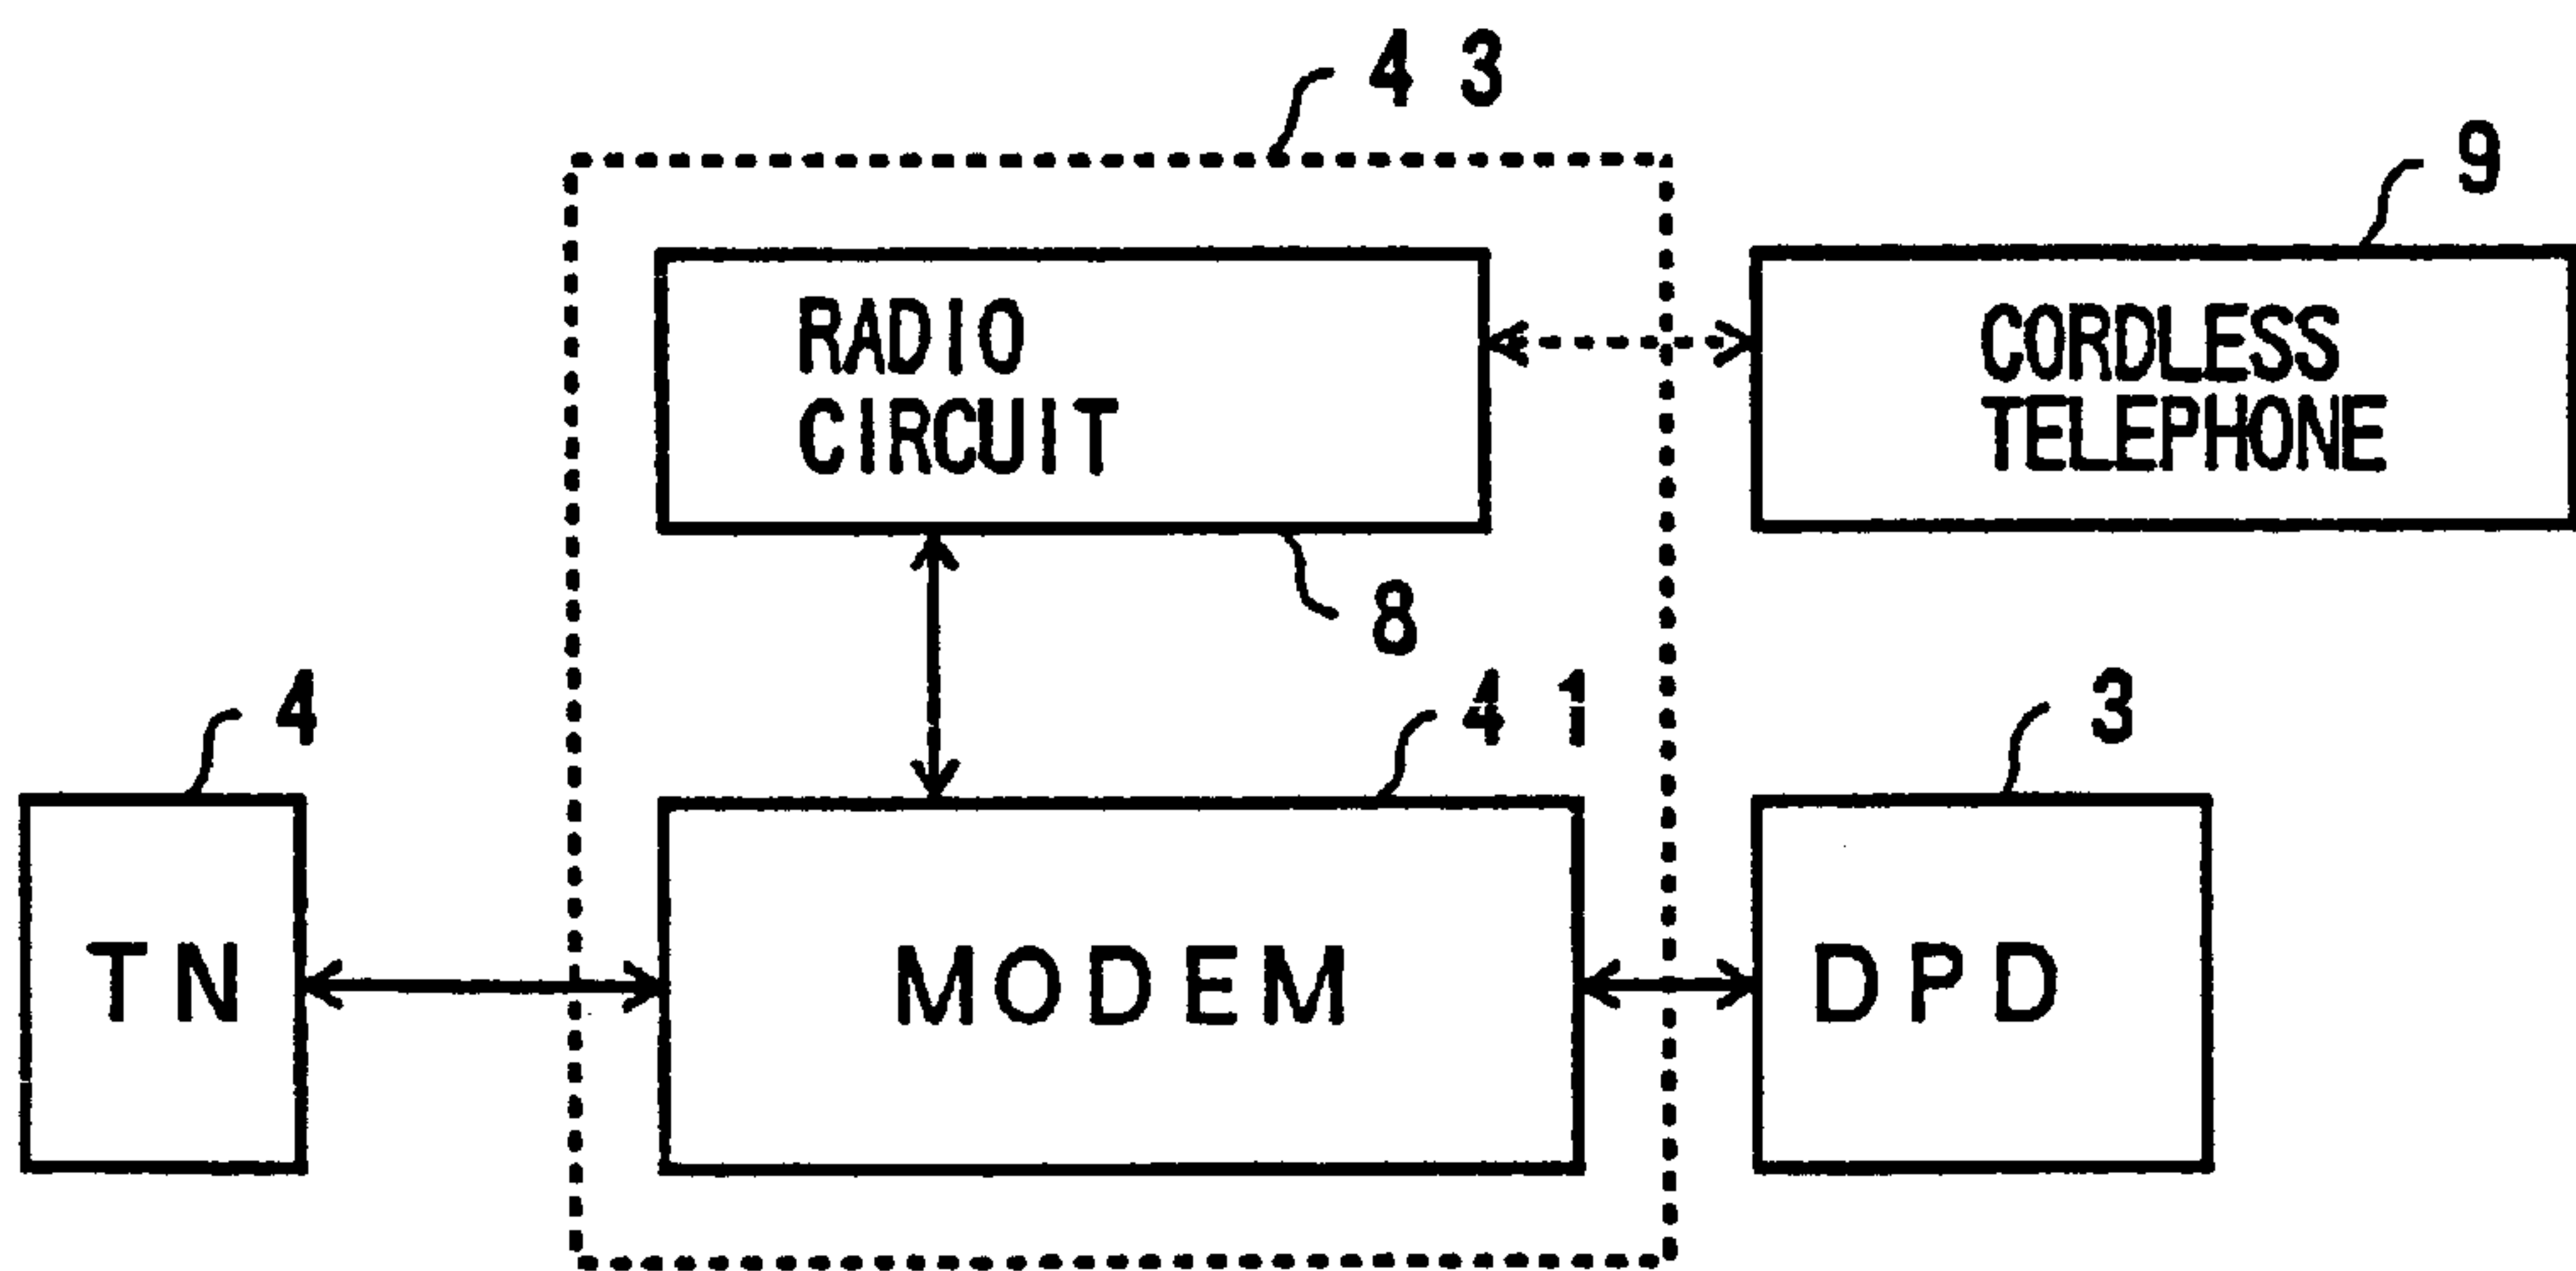 4 3
9
RADIO
CIRCUIT
CORDLESS
TELEPHONE
8
4
4 1
3
TN
MODEM
DPD